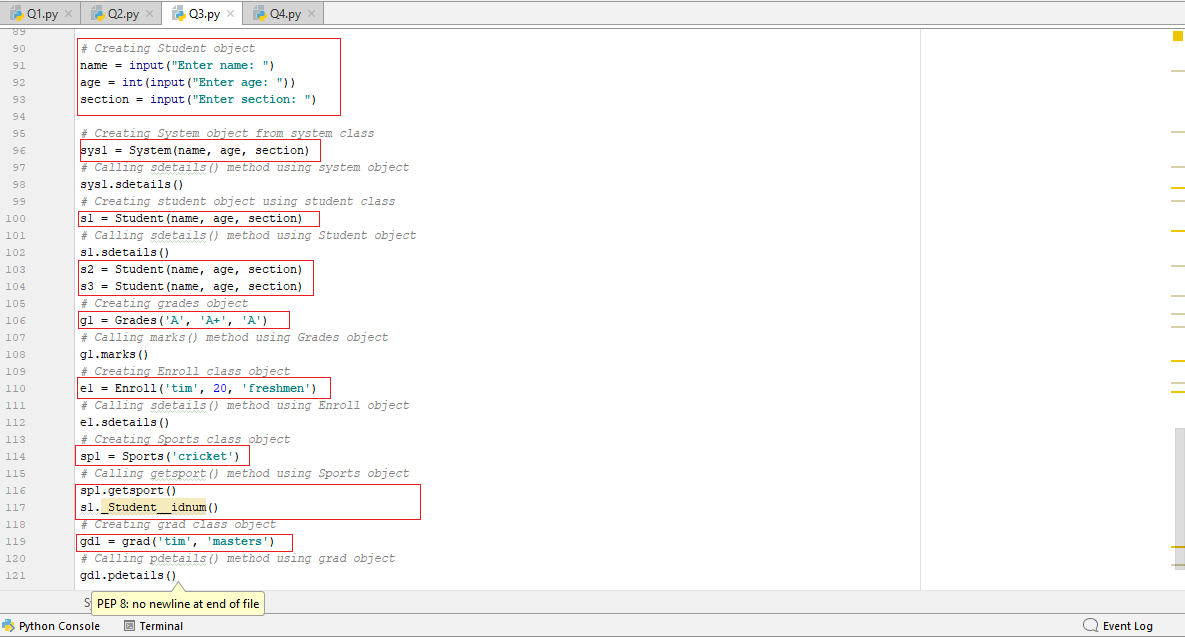 Q1.py Q2.py Q3.py Q4.py
89
90 # Creating Student object
91 name = input("Enter name: ")
92 age = int(input("Enter age: "))
93 section = input("Enter section: ")
94
95 # Creating System object from system class
96 sys1 = System(name, age, section)
97 # Calling sdetails() method using system object
98 sys1.sdetails()
99 # Creating student object using student class
100 s1 = Student(name, age, section)
101 # Calling sdetails() method using Student object
102 s1.sdetails()
103 s2 = Student(name, age, section)
104 s3 = Student(name, age, section)
105 # Creating grades object
106 g1 = Grades('A', 'A+', 'A')
107 # Calling marks() method using Grades object
108 g1.marks()
109 # Creating Enroll class object
110 e1 = Enroll('tim', 20, 'freshmen')
111 # Calling sdetails() method using Enroll object
112 e1.sdetails()
113 # Creating Sports class object
114 sp1 = Sports('cricket')
115 # Calling getsport() method using Sports object
116 sp1.getsport()
117 s1._Student__idnum()
118 # Creating grad class object
119 gd1 = grad('tim', 'masters')
120 # Calling pdetails() method using grad object
121 gd1.pdetails()
PEP 8: no newline at end of file
Python Console Terminal Event Log